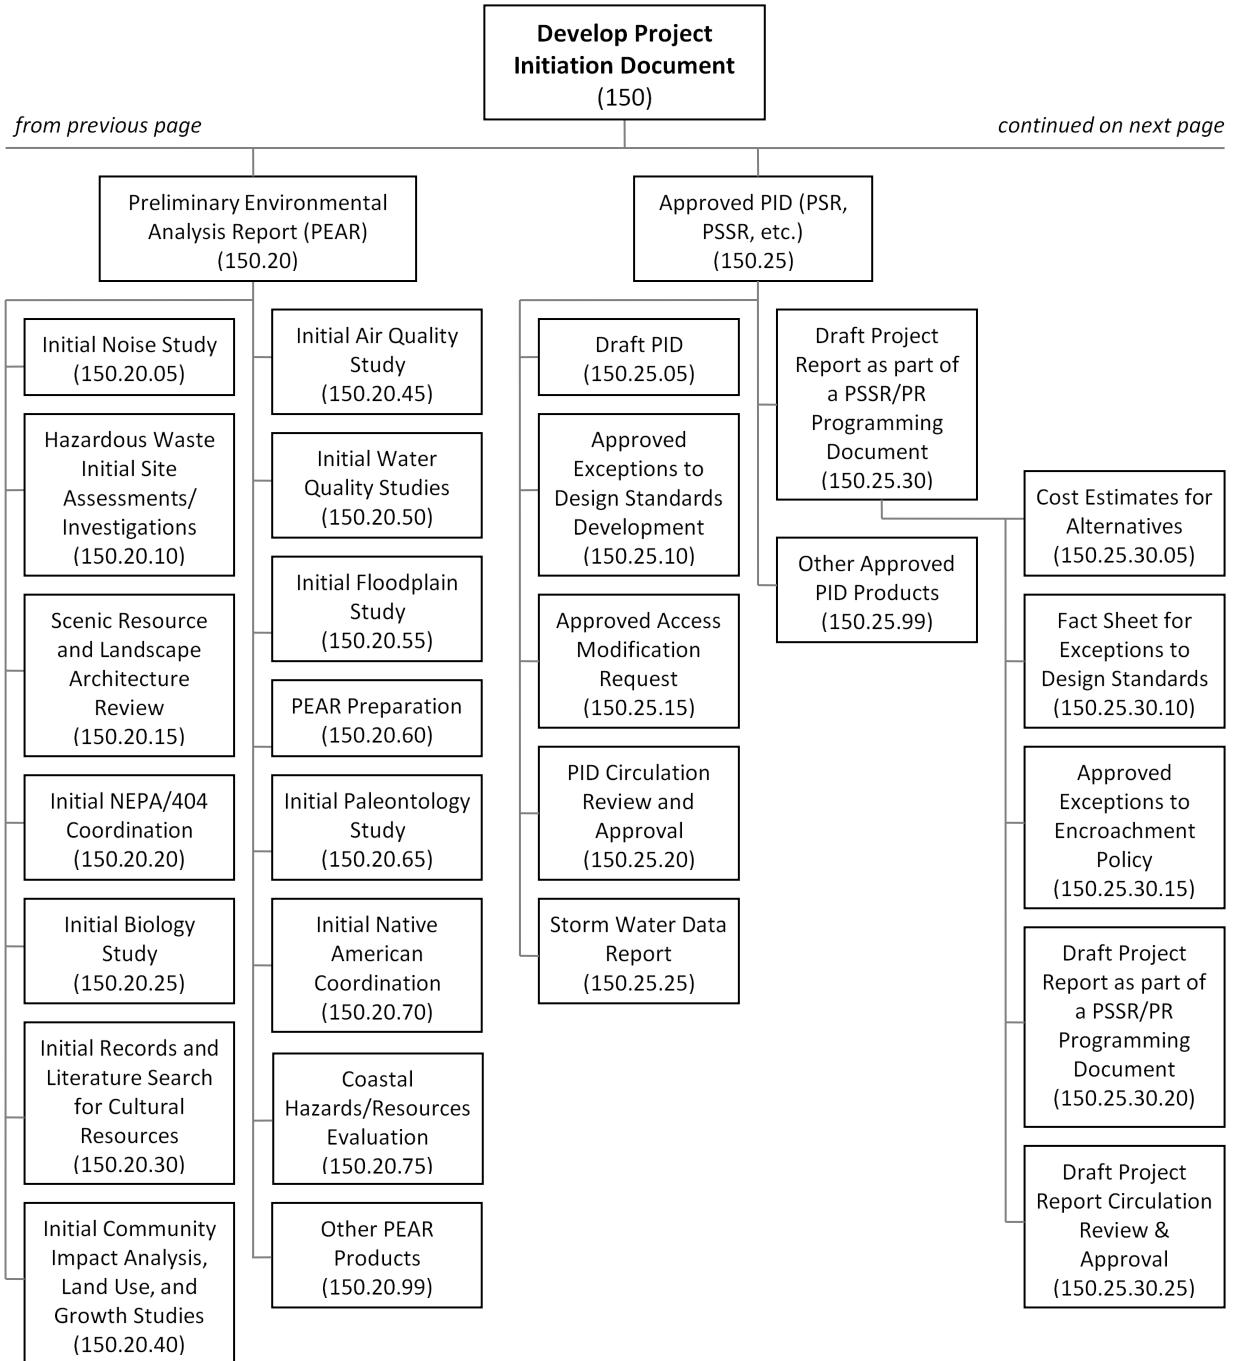 Develop Project
Initiation Document
(150)
from previous page
continued on next page
Preliminary Environmental
Analysis Report (PEAR)
(150.20)
Initial Noise Study
(150.20.05)
Hazardous Waste
Initial Site
Assessments/
Investigations
(150.20.10)
Scenic Resource
and Landscape
Architecture
Review
(150.20.15)
Initial NEPA/404
Coordination
(150.20.20)
Initial Biology
Study
(150.20.25)
Initial Records and
Literature Search
for Cultural
Resources
(150.20.30)
Initial Community
Impact Analysis,
Land Use, and
Growth Studies
(150.20.40)
Initial Air Quality
Study
(150.20.45)
Initial Water
Quality Studies
(150.20.50)
Initial Floodplain
Study
(150.20.55)
PEAR Preparation
(150.20.60)
Initial Paleontology
Study
(150.20.65)
Initial Native
American
Coordination
(150.20.70)
Coastal
Hazards/Resources
Evaluation
(150.20.75)
Other PEAR
Products
(150.20.99)
Approved PID (PSR,
PSSR, etc.)
(150.25)
Draft PID
(150.25.05)
Approved
Exceptions to
Design Standards
Development
(150.25.10)
Approved Access
Modification
Request
(150.25.15)
PID Circulation
Review and
Approval
(150.25.20)
Storm Water Data
Report
(150.25.25)
Draft Project
Report as part of
a PSSR/PR
Programming
Document
(150.25.30)
Other Approved
PID Products
(150.25.99)
Cost Estimates for
Alternatives
(150.25.30.05)
Fact Sheet for
Exceptions to
Design Standards
(150.25.30.10)
Approved
Exceptions to
Encroachment
Policy
(150.25.30.15)
Draft Project
Report as part of
a PSSR/PR
Programming
Document
(150.25.30.20)
Draft Project
Report Circulation
Review &
Approval
(150.25.30.25)